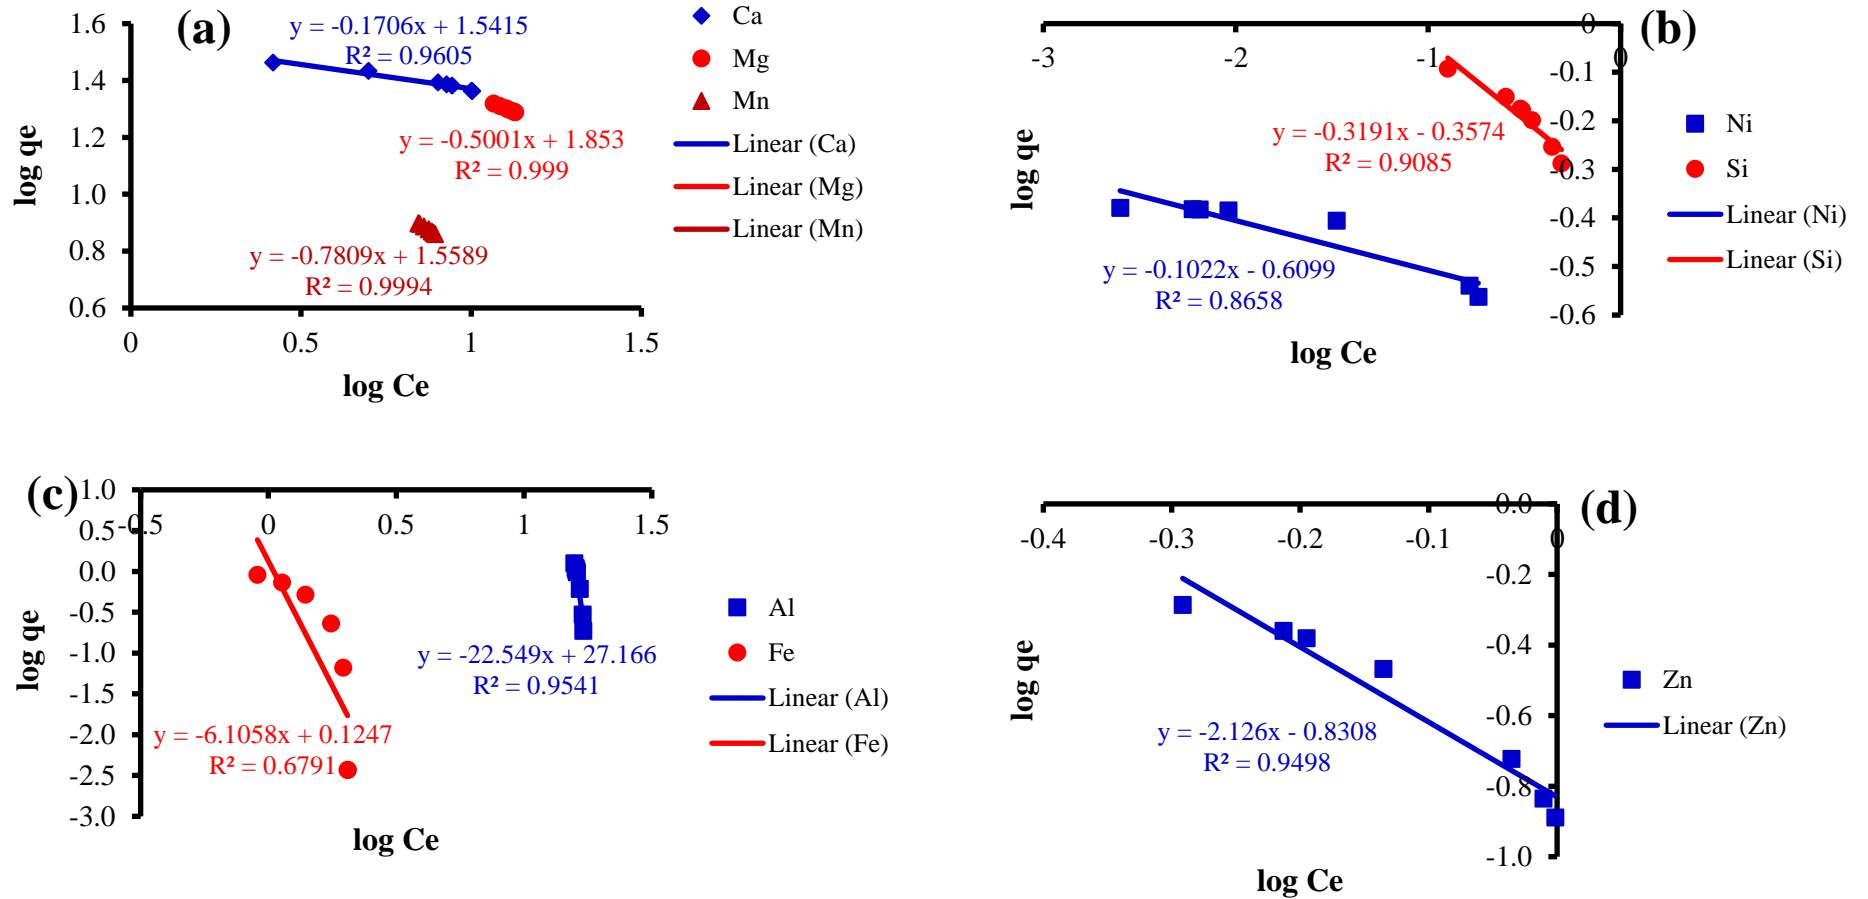 (a)
y = -0.1706x + 1.5415
R² = 0.9605
y = -0.5001x + 1.853
R² = 0.999
y = -0.7809x + 1.5589
R² = 0.9994
1.6
1.4
1.2
1.0
0.8
0.6
0
0.5
1
1.5
log qe
log Ce
Ca
Mg
Mn
Linear (Ca)
Linear (Mg)
Linear (Mn)
(b)
-3
-2
-1
0
0
-0.1
-0.2
-0.3
-0.4
-0.5
-0.6
y = -0.3191x - 0.3574
R² = 0.9085
y = -0.1022x - 0.6099
R² = 0.8658
log qe
log Ce
Ni
Si
Linear (Ni)
Linear (Si)
(c)
1.0
0.5
0.0
-0.5
-1.0
-1.5
-2.0
-2.5
-3.0
-0.5
0
0.5
1
1.5
y = -22.549x + 27.166
R² = 0.9541
y = -6.1058x + 0.1247
R² = 0.6791
log qe
log Ce
Al
Fe
Linear (Al)
Linear (Fe)
(d)
-0.4
-0.3
-0.2
-0.1
0
0.0
-0.2
-0.4
-0.6
-0.8
-1.0
y = -2.126x - 0.8308
R² = 0.9498
log qe
log Ce
Zn
Linear (Zn)